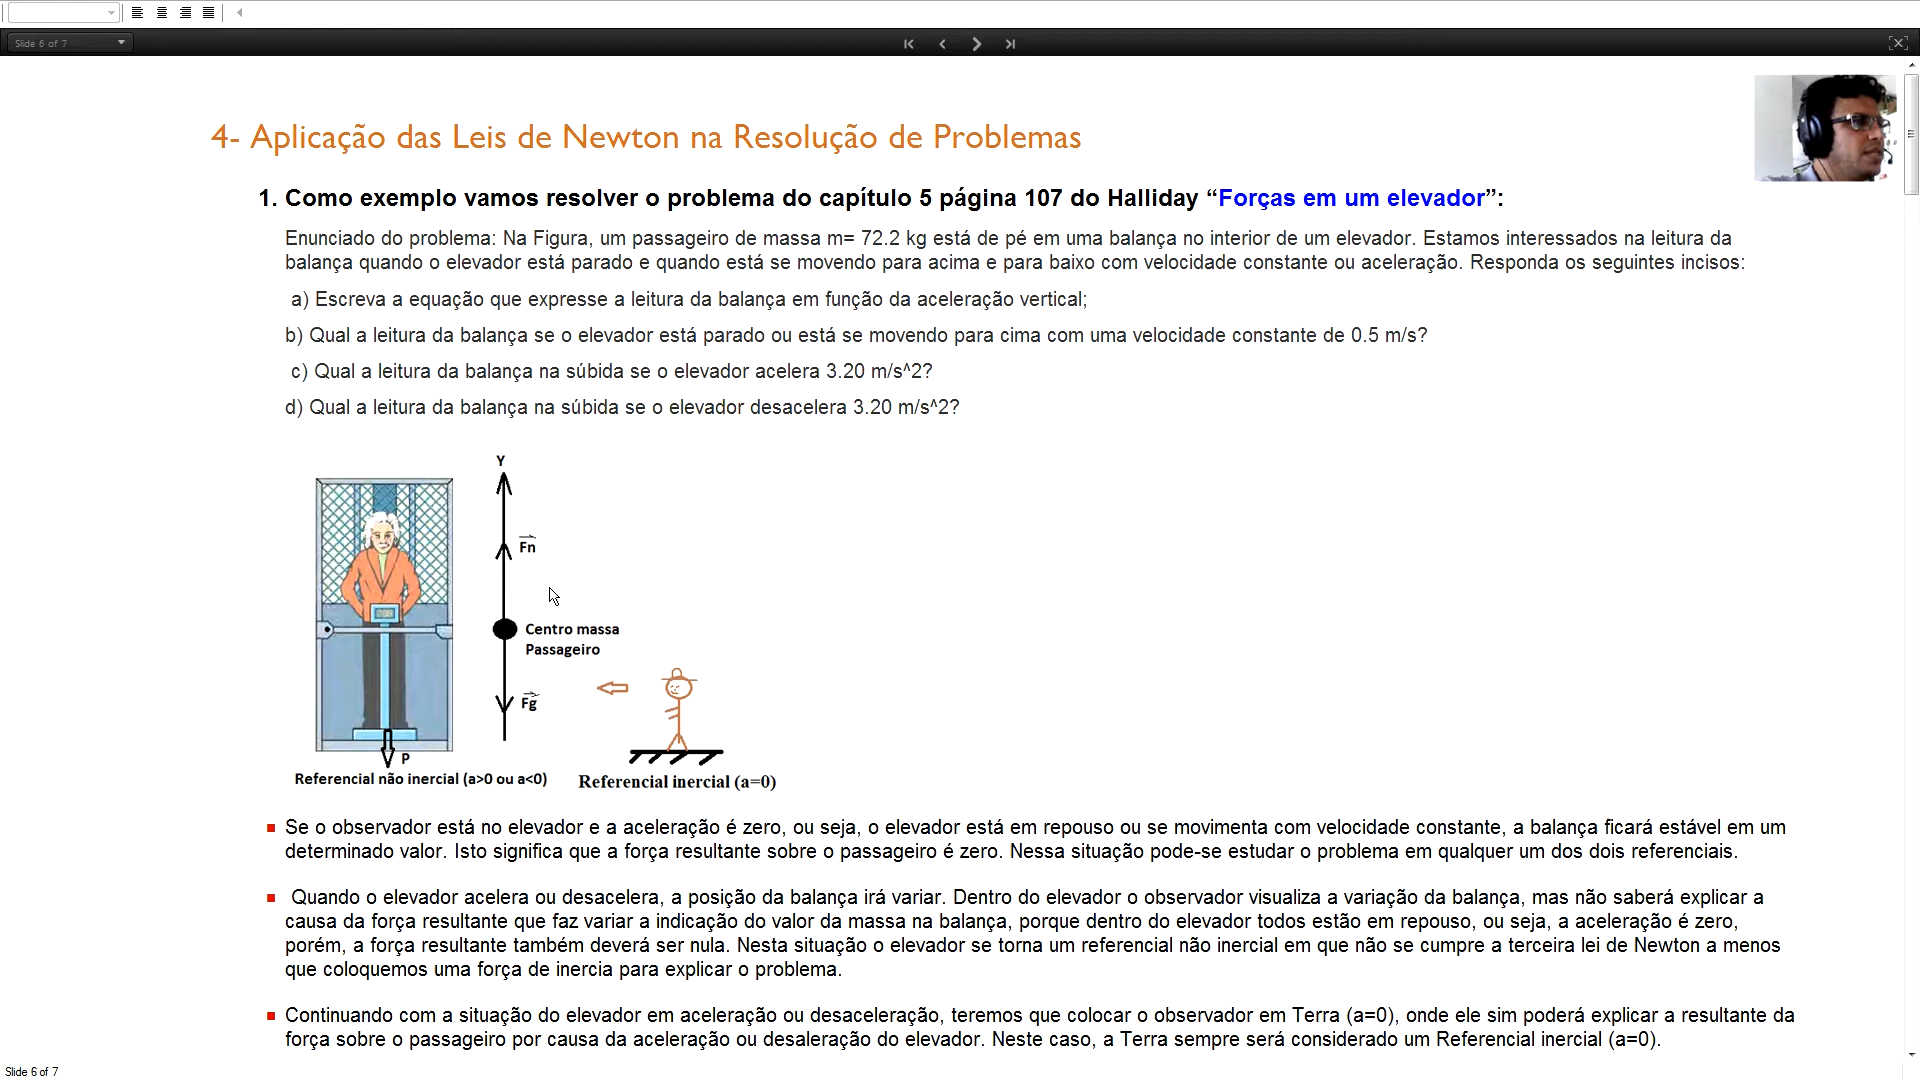 Slide 6 of 7
4- Aplicação das Leis de Newton na Resolução de Problemas
1. Como exemplo vamos resolver o problema do capítulo 5 página 107 do Halliday “Forças em um elevador”:
Enunciado do problema: Na Figura, um passageiro de massa m= 72.2 kg está de pé em uma balança no interior de um elevador. Estamos interessados na leitura da
balança quando o elevador está parado e quando está se movendo para acima e para baixo com velocidade constante ou aceleração. Responda os seguintes incisos:
a) Escreva a equação que expresse a leitura da balança em função da aceleração vertical;
b) Qual a leitura da balança se o elevador está parado ou está se movendo para cima com uma velocidade constante de 0.5 m/s?
c) Qual a leitura da balança na súbida se o elevador acelera 3.20 m/s^2?
d) Qual a leitura da balança na súbida se o elevador desacelera 3.20 m/s^2?
Y
Fn
Centro massa
Passageiro
Fg
P
Referencial não inercial (a>0 ou a<0)
Referencial inercial (a=0)
Se o observador está no elevador e a aceleração é zero, ou seja, o elevador está em repouso ou se movimenta com velocidade constante, a balança ficará estável em um
determinado valor. Isto significa que a força resultante sobre o passageiro é zero. Nessa situação pode-se estudar o problema em qualquer um dos dois referenciais.
Quando o elevador acelera ou desacelera, a posição da balança irá variar. Dentro do elevador o observador visualiza a variação da balança, mas não saberá explicar a
causa da força resultante que faz variar a indicação do valor da massa na balança, porque dentro do elevador todos estão em repouso, ou seja, a aceleração é zero,
porém, a força resultante também deverá ser nula. Nesta situação o elevador se torna um referencial não inercial em que não se cumpre a terceira lei de Newton a menos
que coloquemos uma força de inercia para explicar o problema.
Continuando com a situação do elevador em aceleração ou desaceleração, teremos que colocar o observador em Terra (a=0), onde ele sim poderá explicar a resultante da
força sobre o passageiro por causa da aceleração ou desaleração do elevador. Neste caso, a Terra sempre será considerado um Referencial inercial (a=0).
Slide 6 of 7